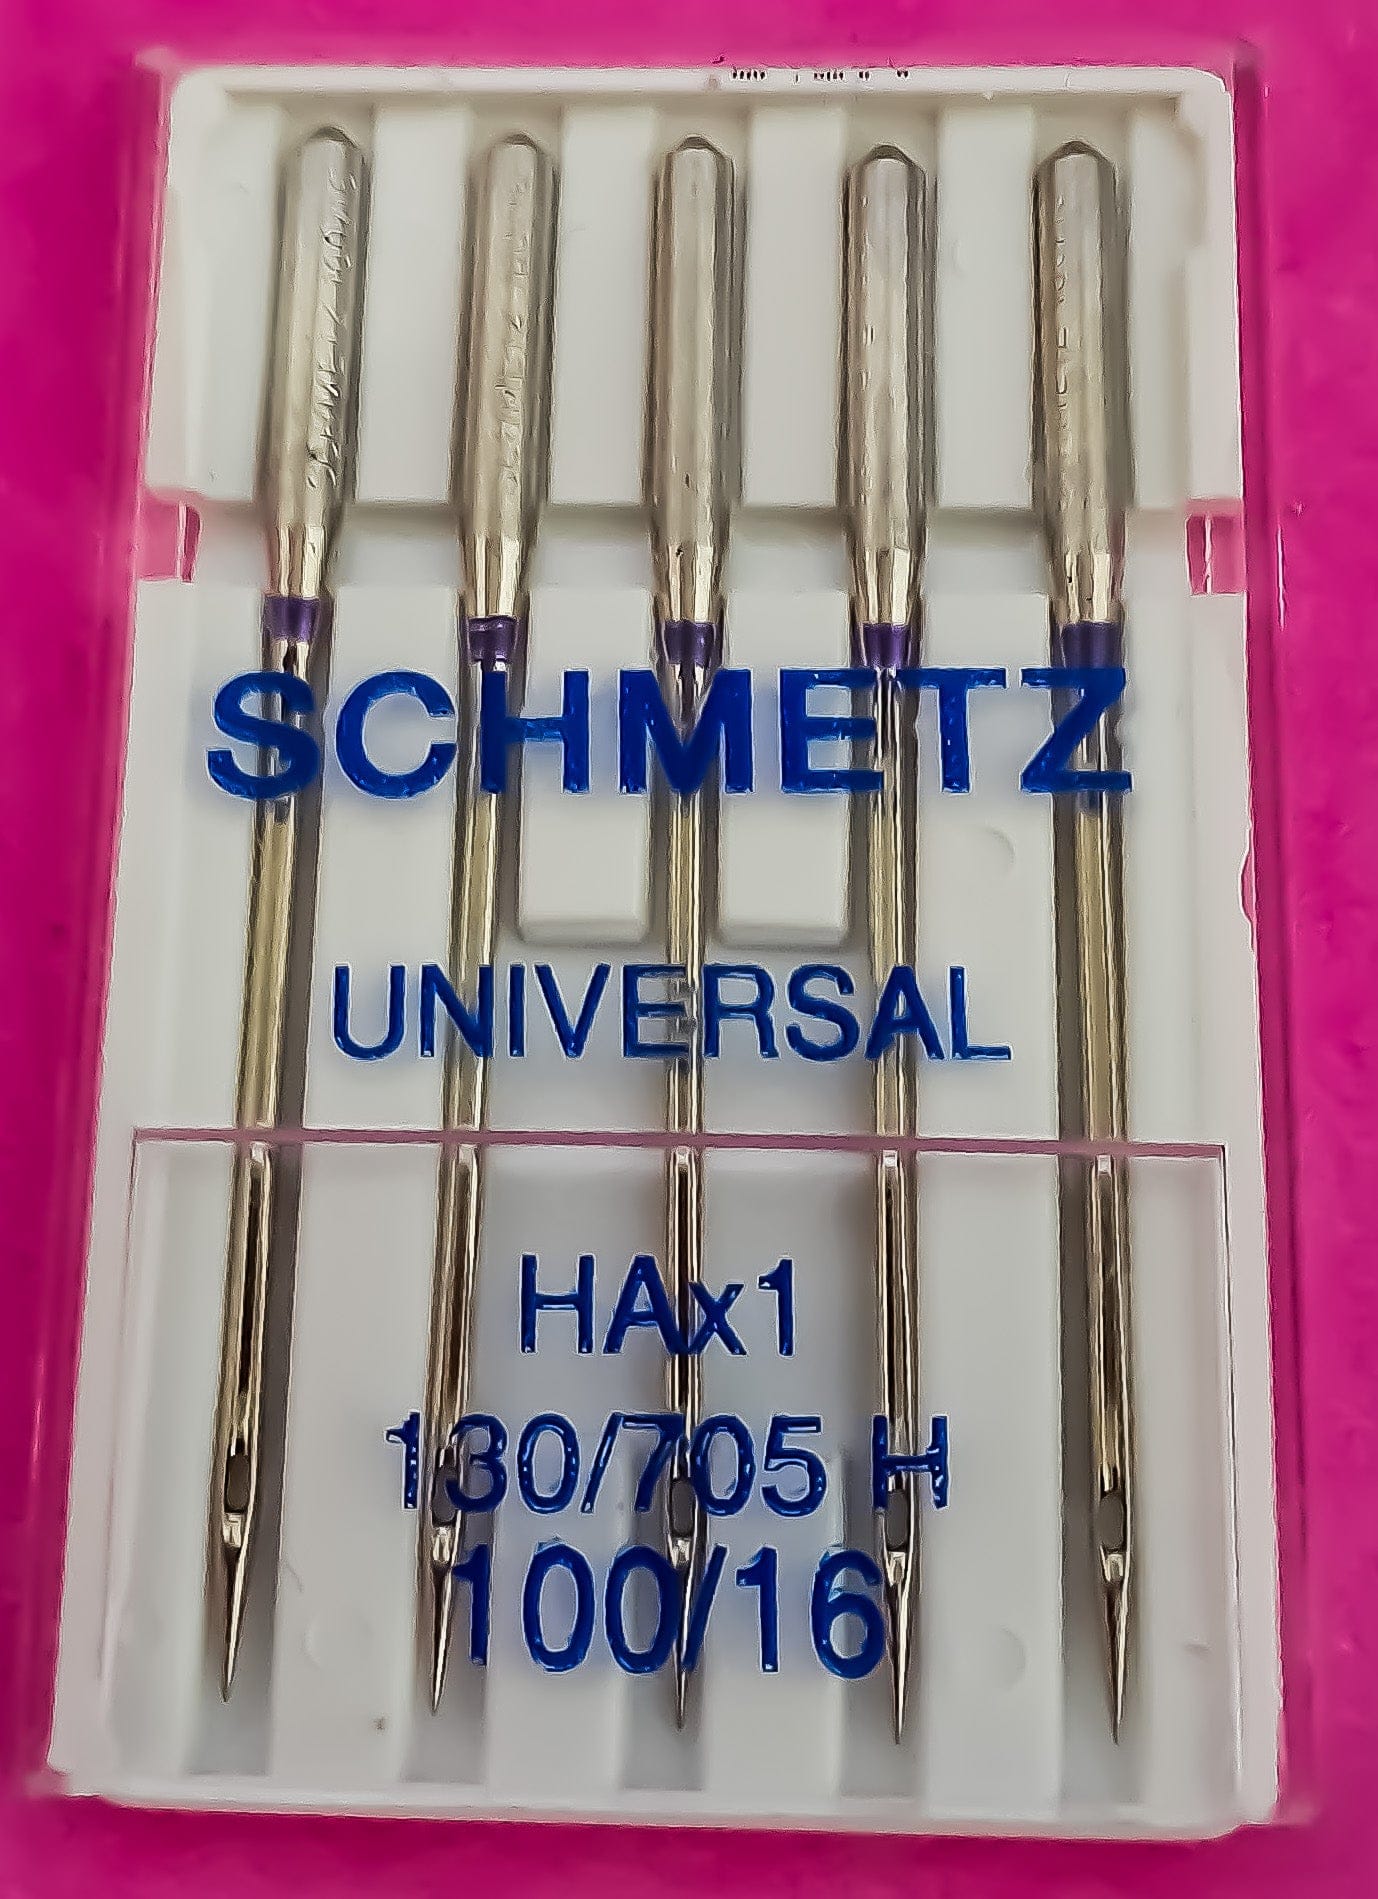 SCHMETZ
UNIVERSAL
HAx1
130/705 H
100/16